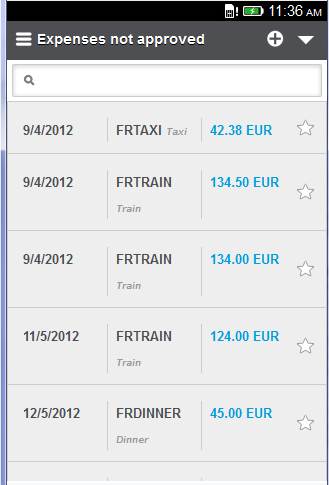 11:36 AM
Expenses not approved
9/4/2012 FRTAXI Taxi 42.38 EUR
9/4/2012 FRTRAIN 134.50 EUR
Train
9/4/2012 FRTRAIN 134.00 EUR
Train
11/5/2012 FRTRAIN 124.00 EUR
Train
12/5/2012 FRDINNER 45.00 EUR
Dinner